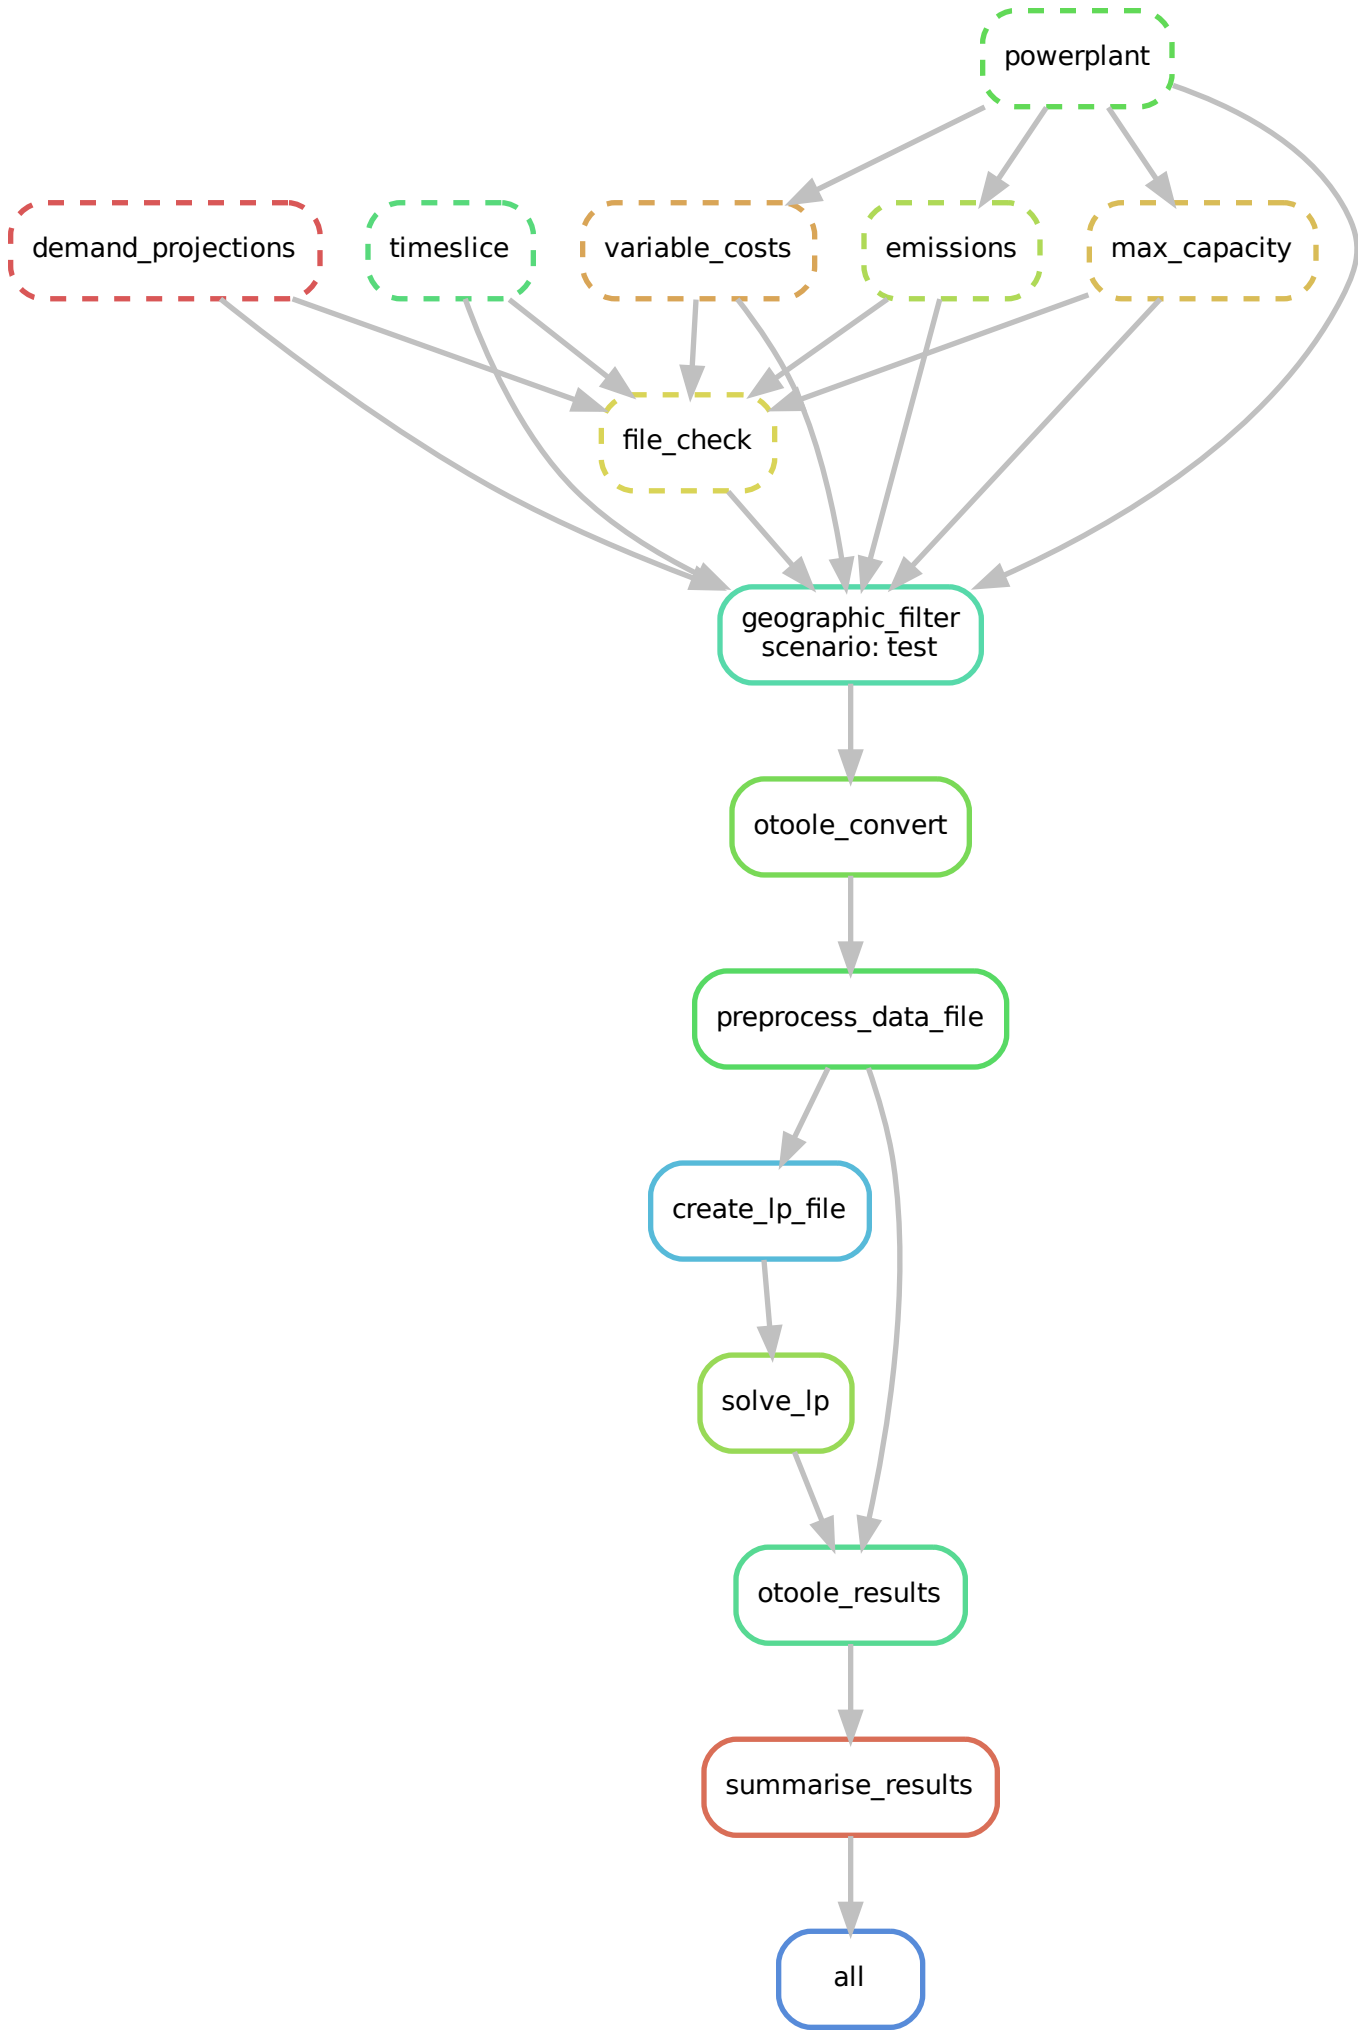 powerplant
demand_projections
timeslice
variable_costs
emissions
max_capacity
file_check
geographic_filter
scenario: test
otoole_convert
preprocess_data_file
create_lp_file
solve_lp
otoole_results
summarise_results
all